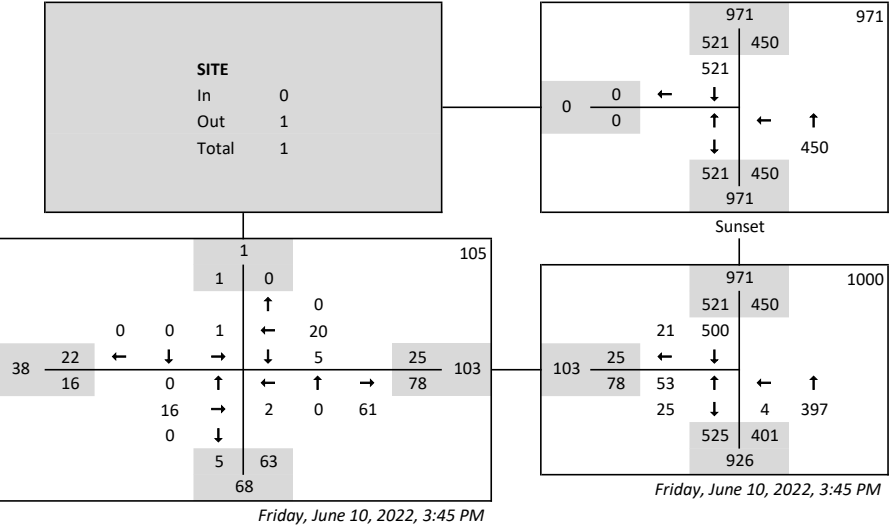 971 971
521 450
521
SITE
In 0
Out 1
Total 1
0 0 ← ↓
0 ↑ ← ↑
↓ 450
521 450
971
Sunset
1 105
1 0
↑ 0
0 0 1 ← 20
38 22 ← ↓ → ↓ 5 25 103
16 0 ↑ ← ↑ → 78
16 → 2 0 61
0 ↓
5 63
68
Friday, June 10, 2022, 3:45 PM
971 1000
521 450
21 500
103 25 ← ↓
78 53 ↑ ← ↑
25 ↓ 4 397
525 401
926
Friday, June 10, 2022, 3:45 PM